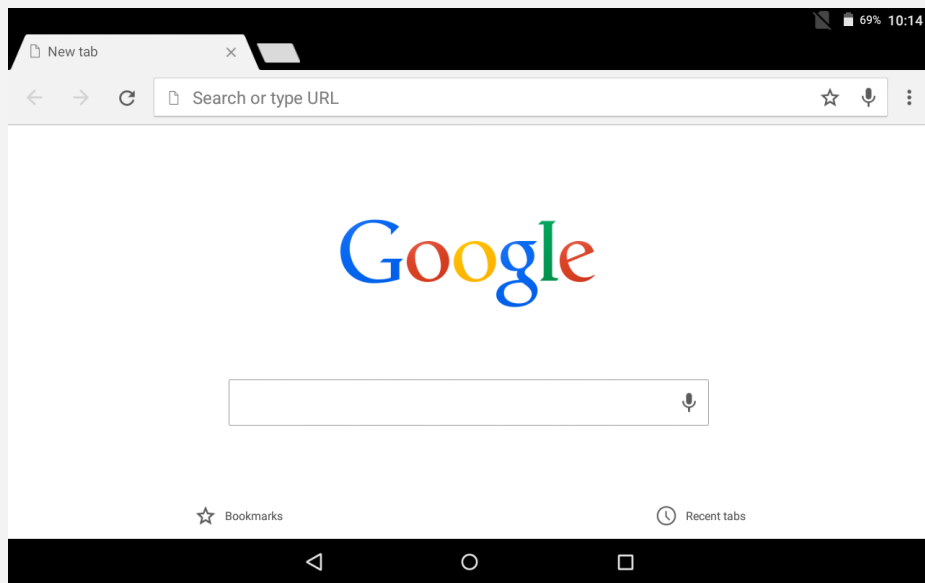 69% 10:14
New tab
Search or type URL
Google
Bookmarks
Recent tabs